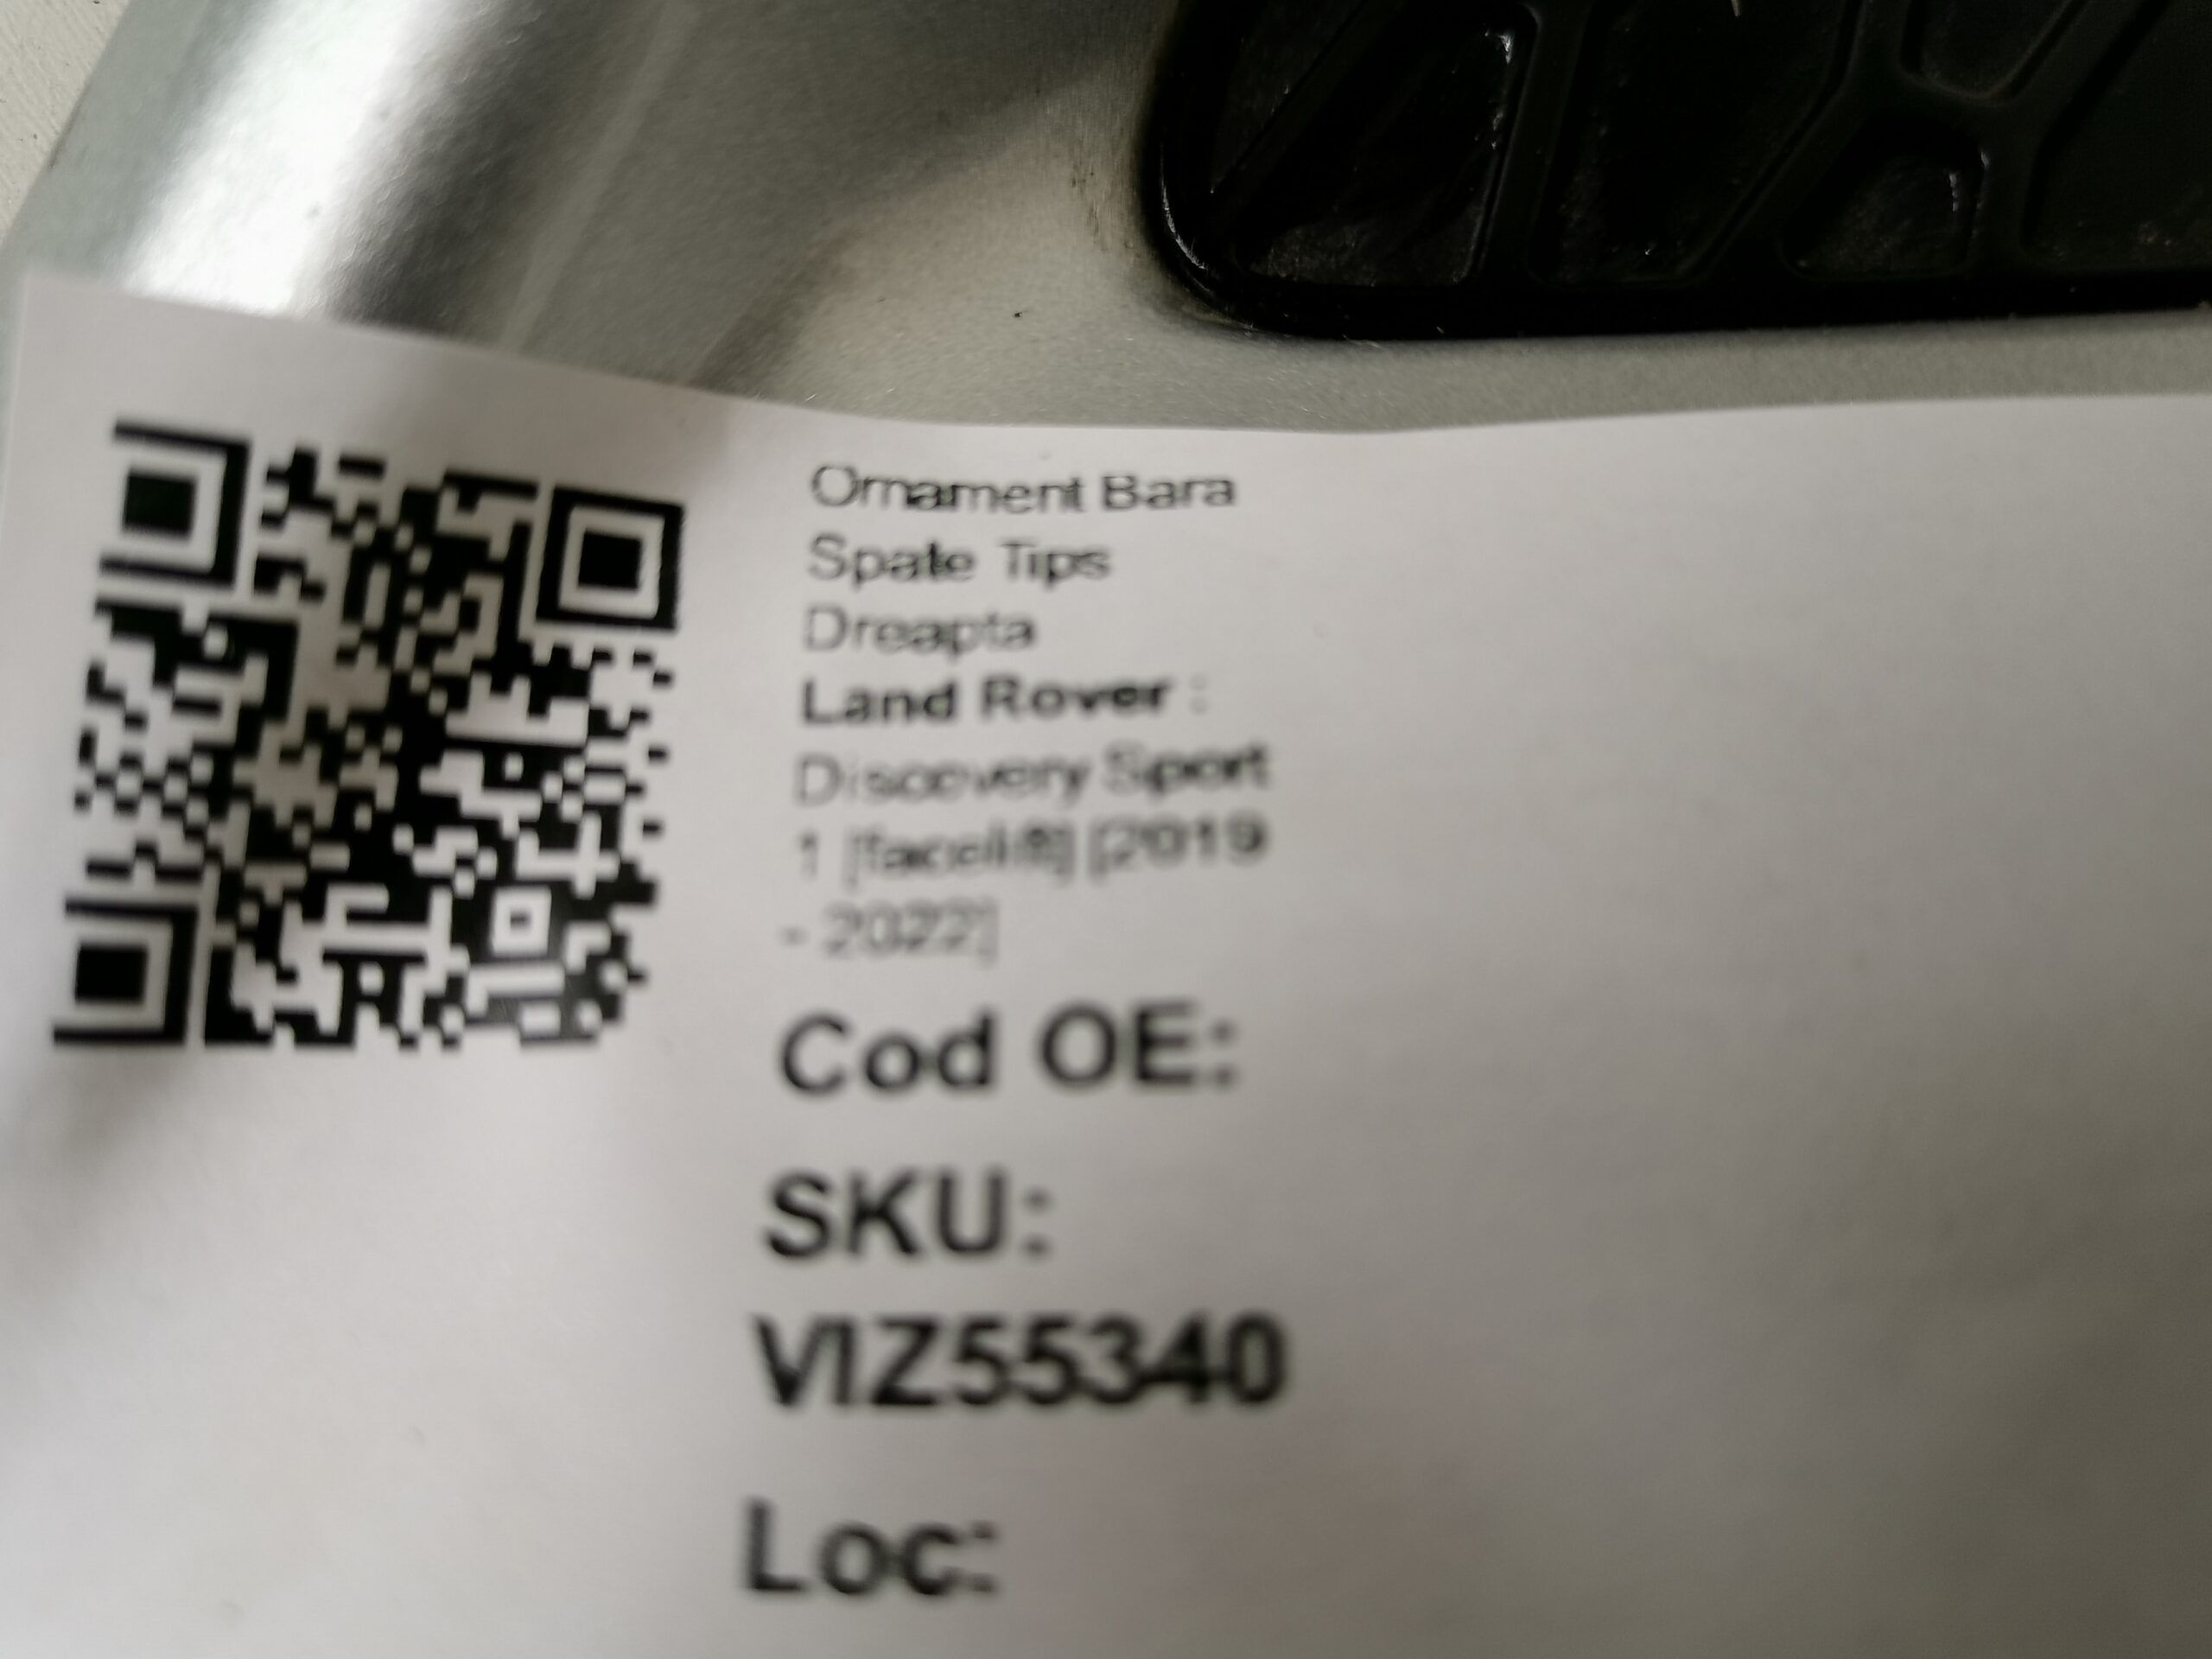 Ornament Bara
Spate Tips
Dreapta
Land Rover :
Discovery Sport
1 [facelift] [2019
- 2022]
Cod OE:
SKU:
VIZ55340
Loc: